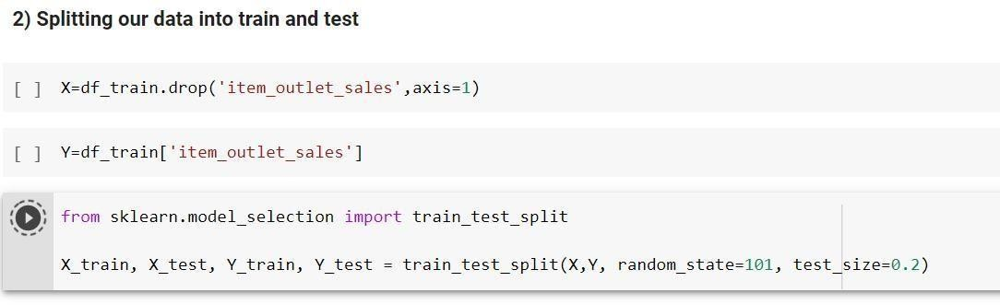 2) Splitting our data into train and test
[ ] X=df_train.drop('item_outlet_sales',axis=1)
[ ] Y=df_train['item_outlet_sales']
from sklearn.model_selection import train_test_split
X_train, X_test, Y_train, Y_test = train_test_split(X,Y, random_state=101, test_size=0.2)